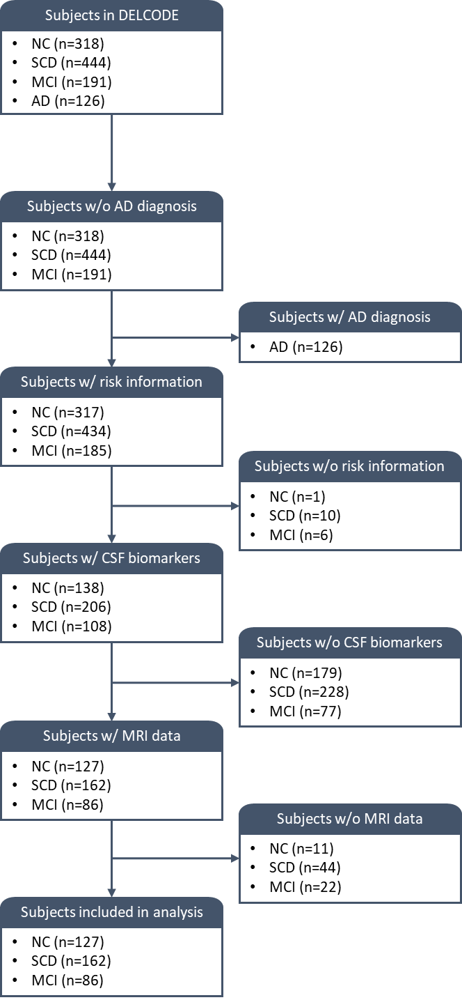 Subjects in DELCODE
• NC (n=318)
• SCD (n=444)
• MCI (n=191)
• AD (n=126)
Subjects w/o AD diagnosis
• NC (n=318)
• SCD (n=444)
• MCI (n=191)
Subjects w/ AD diagnosis
• AD (n=126)
Subjects w/ risk information
• NC (n=317)
• SCD (n=434)
• MCI (n=185)
Subjects w/o risk information
• NC (n=1)
• SCD (n=10)
• MCI (n=6)
Subjects w/ CSF biomarkers
• NC (n=138)
• SCD (n=206)
• MCI (n=108)
Subjects w/o CSF biomarkers
• NC (n=179)
• SCD (n=228)
• MCI (n=77)
Subjects w/ MRI data
• NC (n=127)
• SCD (n=162)
• MCI (n=86)
Subjects w/o MRI data
• NC (n=11)
• SCD (n=44)
• MCI (n=22)
Subjects included in analysis
• NC (n=127)
• SCD (n=162)
• MCI (n=86)